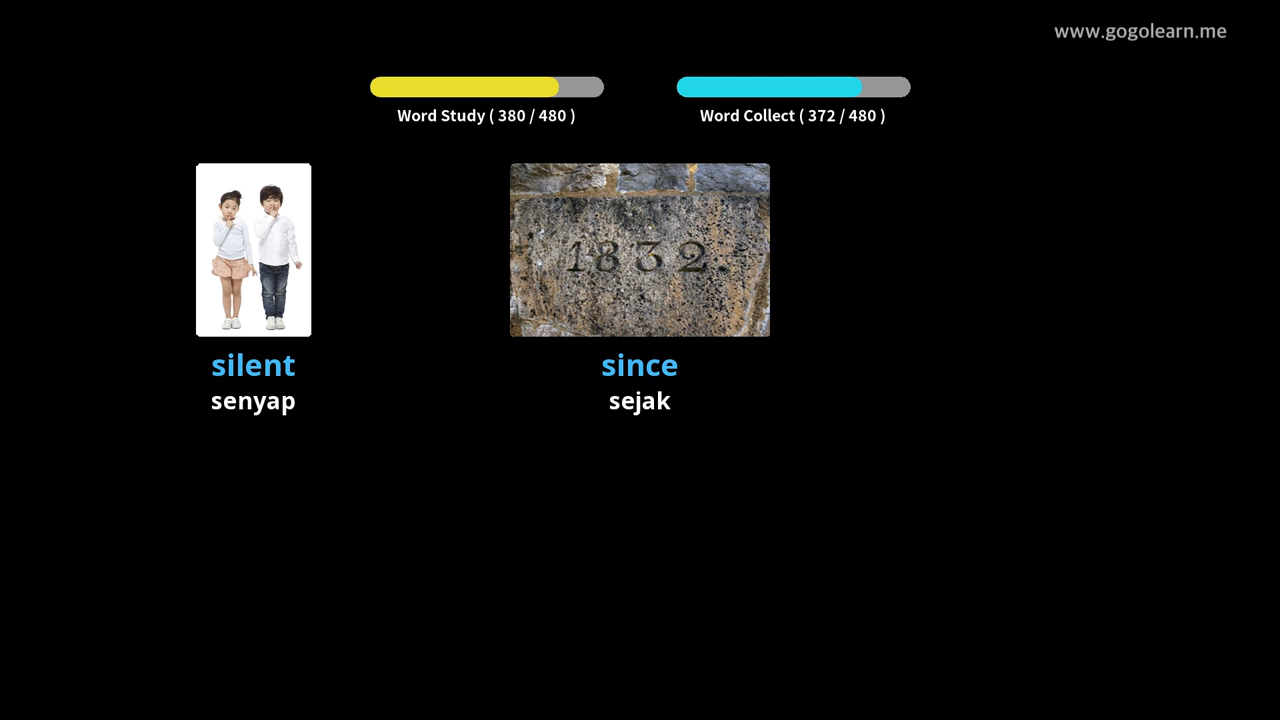 www.gogolearn.me
Word Study ( 380 / 480 )
Word Collect ( 372 / 480 )
1832.
silent
since
senyap
sejak